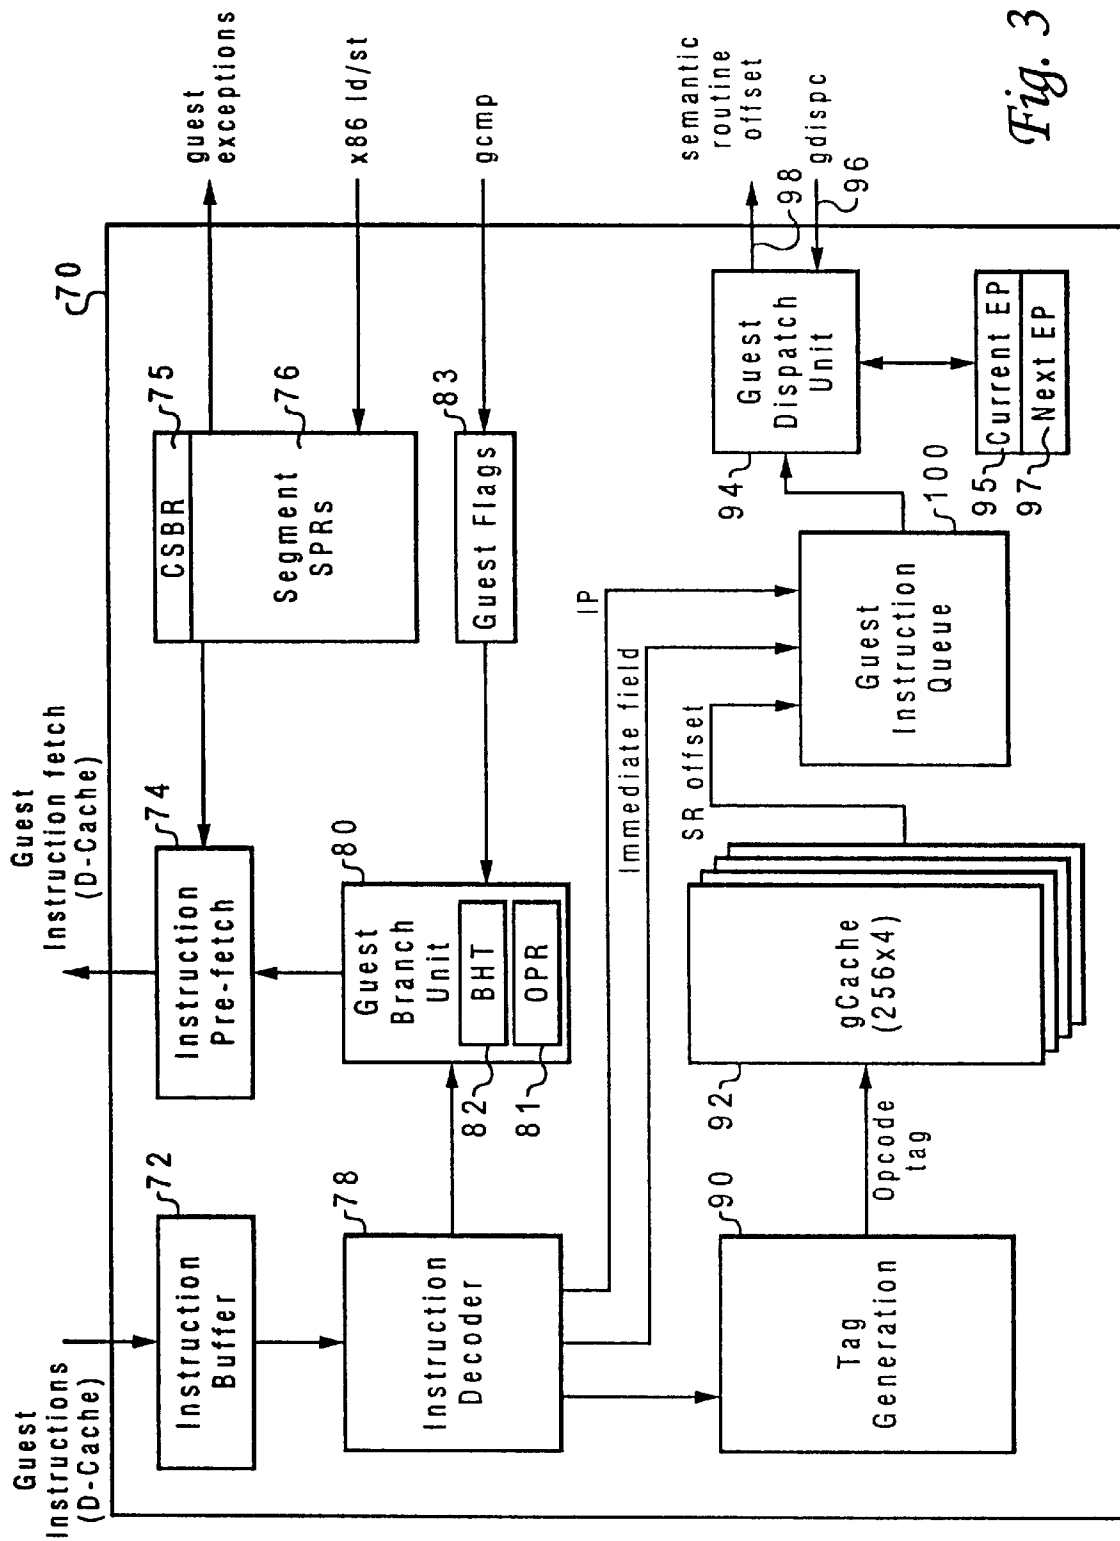 Guest
Instructions
(D-Cache)
Guest
Instruction fetch
(D-Cache)
70
72
Instruction
Buffer
74
Instruction
Pre-fetch
CSBR
75
Segment
SPRs
76
guest
exceptions
x86 ld/st
78
Instruction
Decoder
80
Guest
Branch
Unit
BHT
82
OPR
81
Guest Flags
83
gcmp
IP
Immediate field
SR offset
90
Tag
Generation
Opcode
tag
92
gCache
(256x4)
Guest
Instruction
Queue
100
94
Guest
Dispatch
Unit
semantic
routine
offset
98
gdispc
96
95
Current EP
97
Next EP
Fig. 3